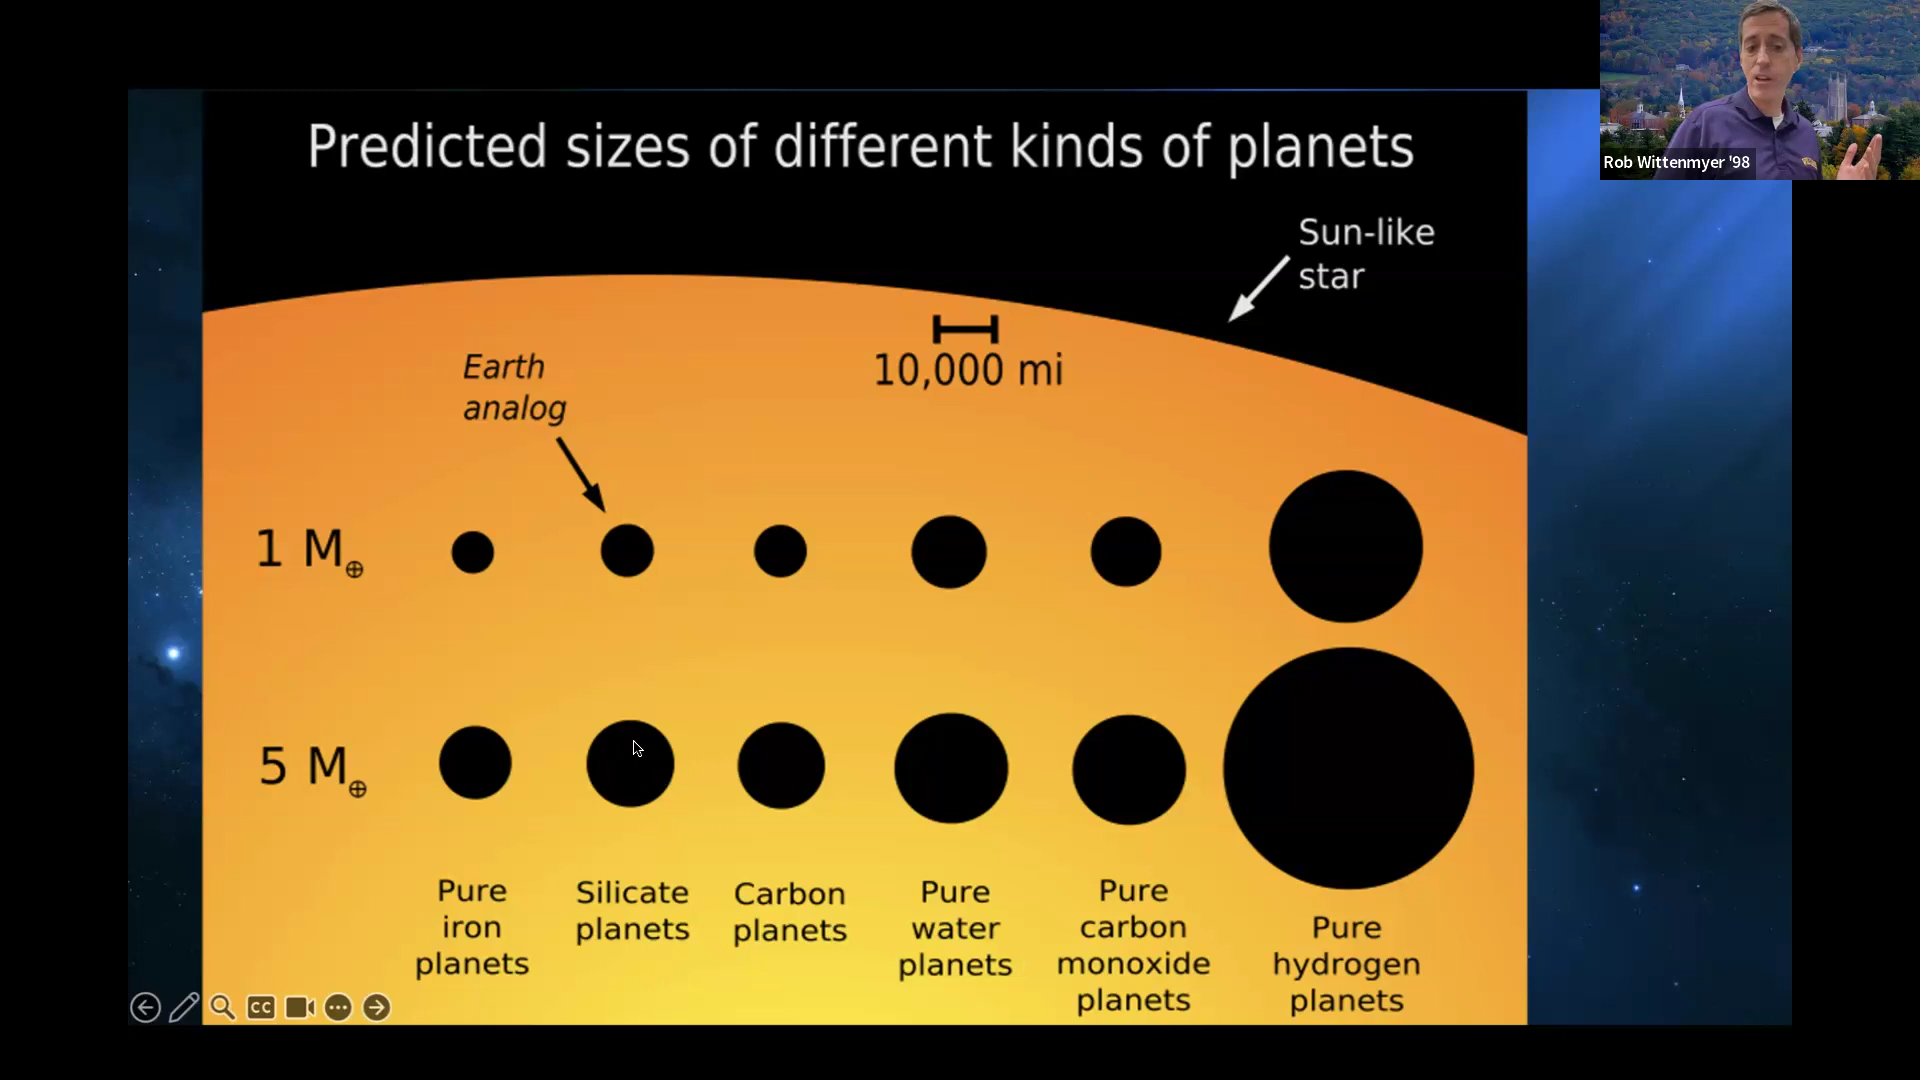 Predicted sizes of different kinds of planets
Rob Wittenmyer '98
Sun-like
star
10,000 mi
Earth
analog
1 M⊕
5 M⊕
Pure
iron
planets
Silicate
planets
Carbon
planets
Pure
water
planets
Pure
carbon
monoxide
planets
Pure
hydrogen
planets
CC